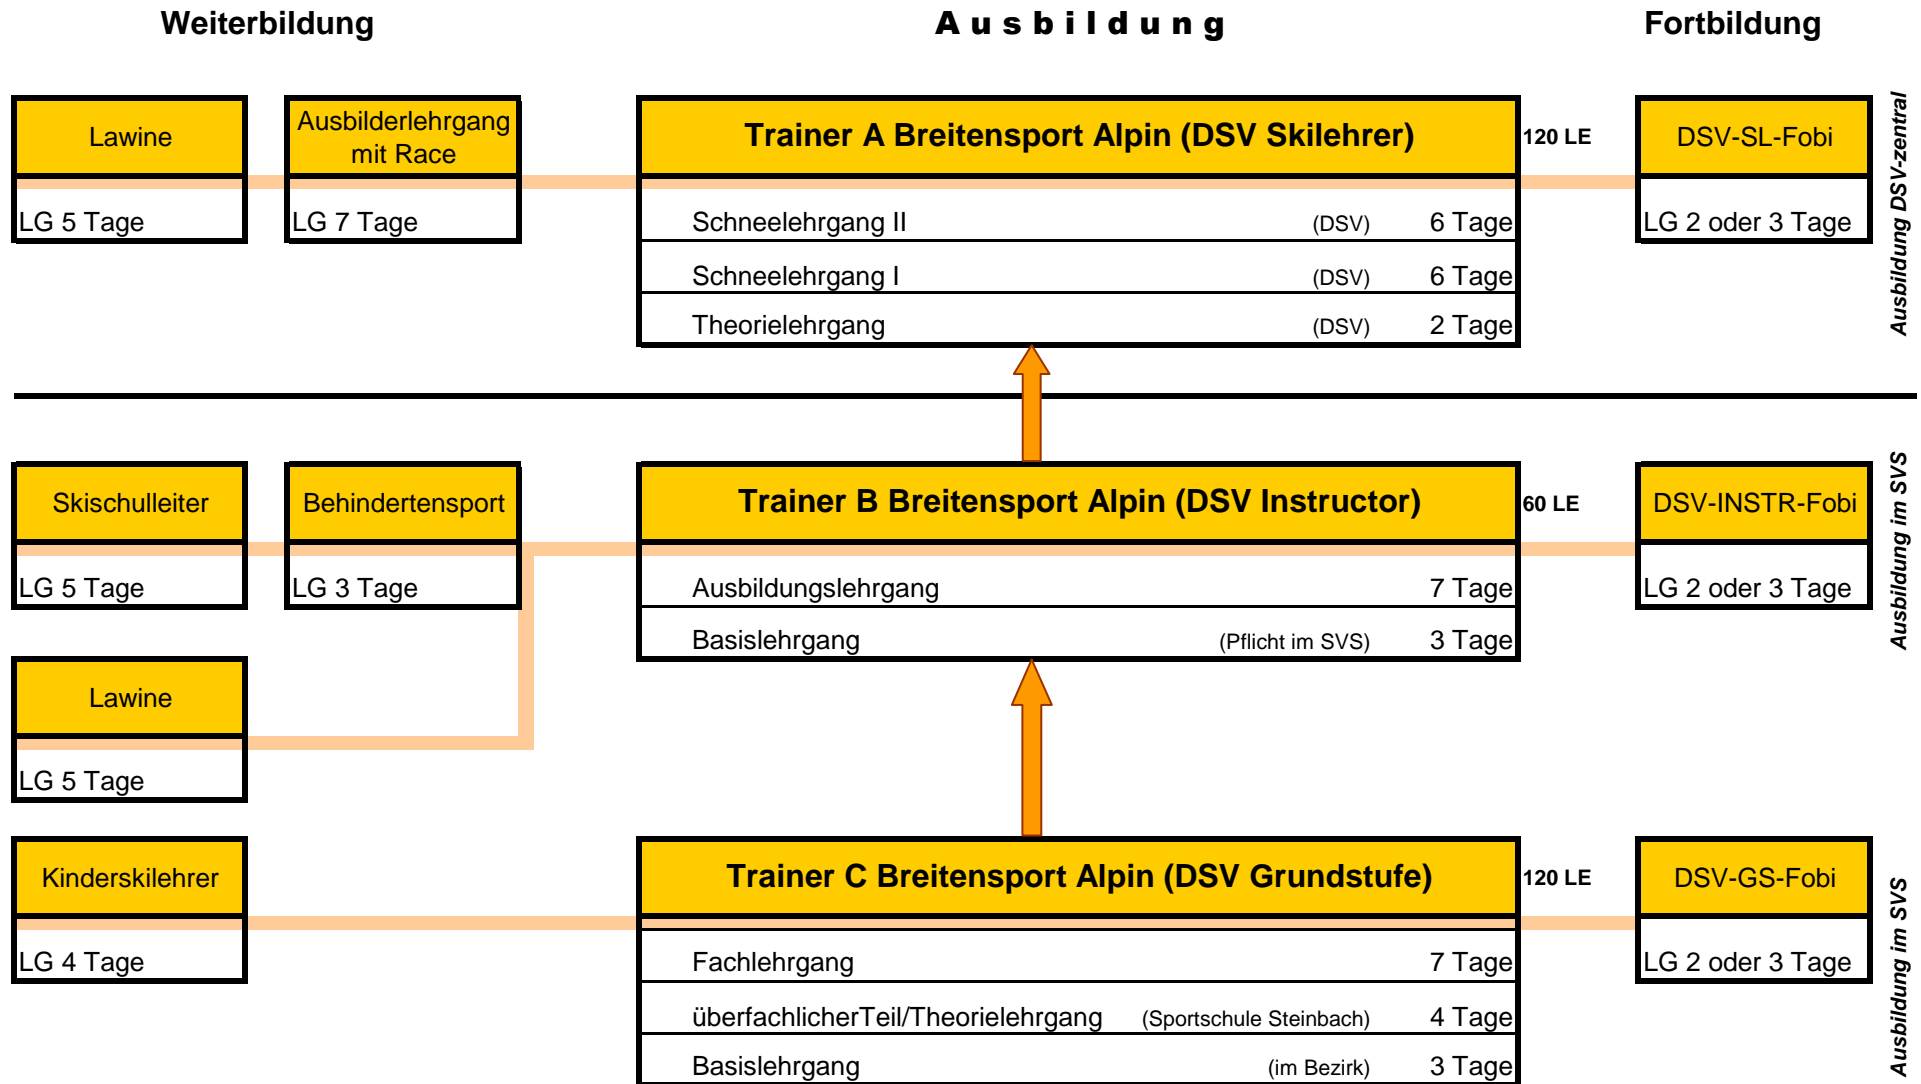 Weiterbildung
Ausbildung
Fortbildung
Lawine
LG 5 Tage
Ausbilderlehrgang
mit Race
LG 7 Tage
Trainer A Breitensport Alpin (DSV Skilehrer)
120 LE
Schneelehrgang II (DSV) 6 Tage
Schneelehrgang I (DSV) 6 Tage
Theorielehrgang (DSV) 2 Tage
DSV-SL-Fobi
LG 2 oder 3 Tage
Ausbildung DSV-zentral
Skischulleiter
LG 5 Tage
Behindertensport
LG 3 Tage
Lawine
LG 5 Tage
Trainer B Breitensport Alpin (DSV Instructor)
60 LE
Ausbildungslehrgang 7 Tage
Basislehrgang (Pflicht im SVS) 3 Tage
DSV-INSTR-Fobi
LG 2 oder 3 Tage
Ausbildung im SVS
Kinderskilehrer
LG 4 Tage
Trainer C Breitensport Alpin (DSV Grundstufe)
120 LE
Fachlehrgang 7 Tage
überfachlicherTeil/Theorielehrgang (Sportschule Steinbach) 4 Tage
Basislehrgang (im Bezirk) 3 Tage
DSV-GS-Fobi
LG 2 oder 3 Tage
Ausbildung im SVS